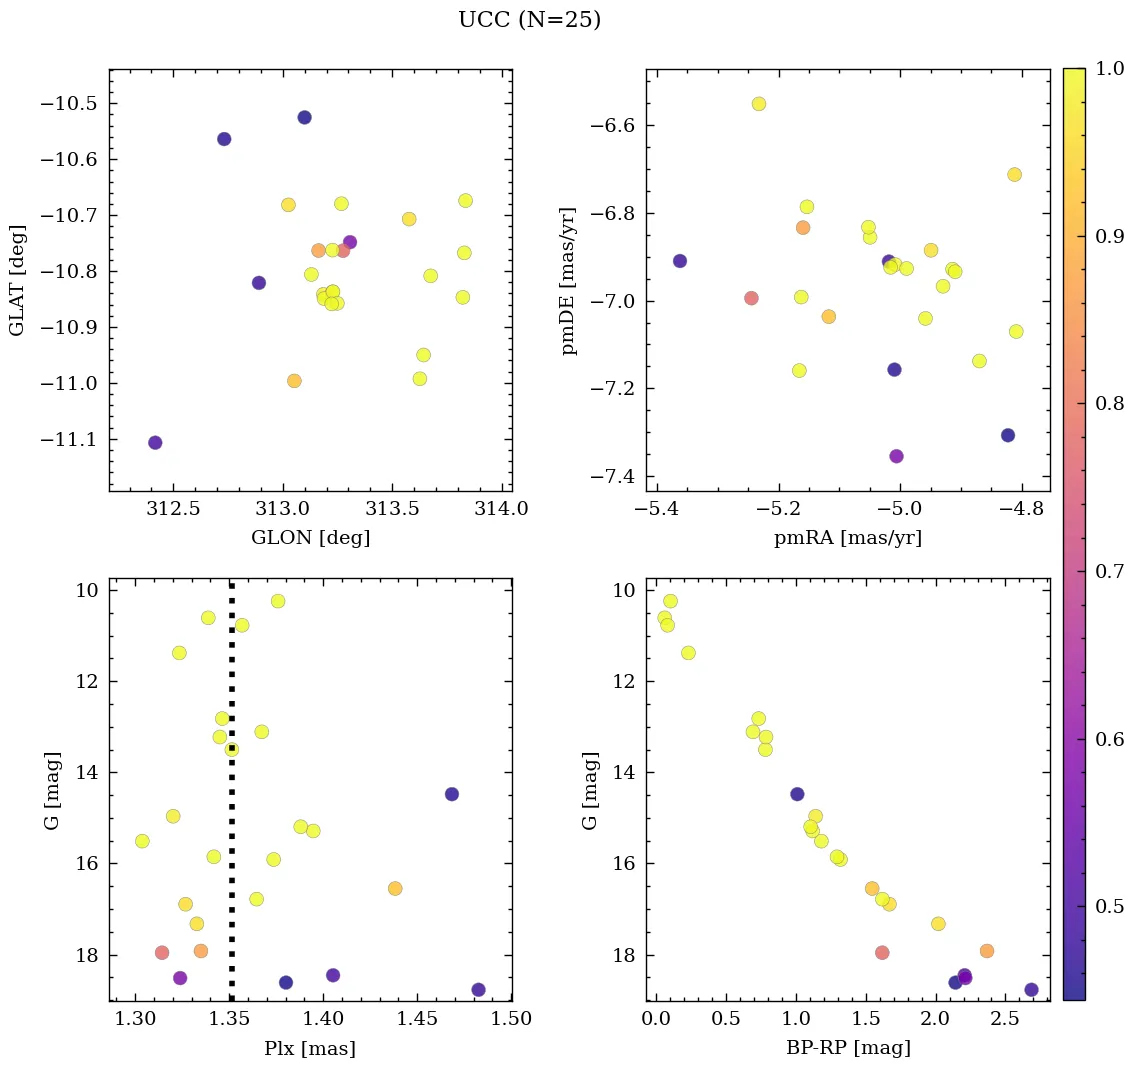 UCC (N=25)
−10.5
−10.6
−10.7
−10.8
−10.9
−11.0
−11.1
GLAT [deg]
312.5 313.0 313.5 314.0
GLON [deg]
−6.6
−6.8
−7.0
−7.2
−7.4
pmDE [mas/yr]
−5.4 −5.2 −5.0 −4.8
pmRA [mas/yr]
1.0
0.9
0.8
0.7
0.6
0.5
10
12
14
16
18
G [mag]
1.30 1.35 1.40 1.45 1.50
Plx [mas]
10
12
14
16
18
G [mag]
0.0 0.5 1.0 1.5 2.0 2.5
BP-RP [mag]